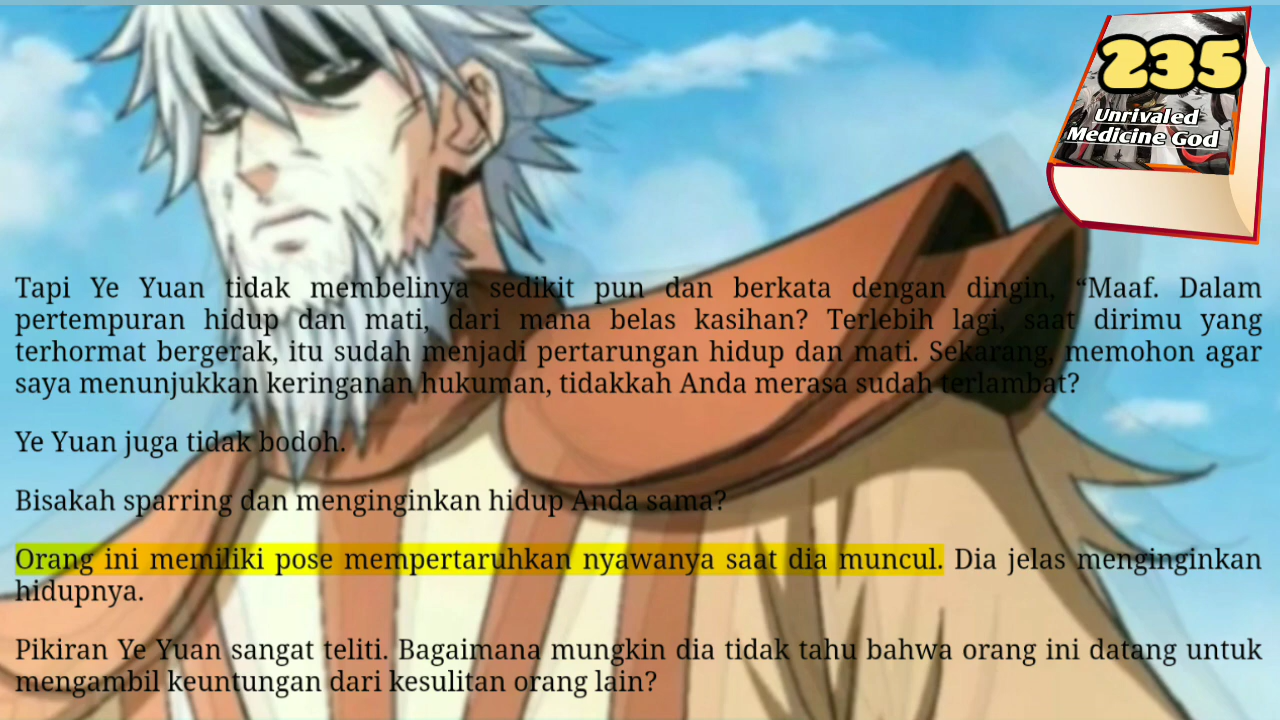 235
Unrivaled
Medicine God
Tapi Ye Yuan tidak membelinya sedikit pun dan berkata dengan dingin, “Maaf. Dalam
pertempuran hidup dan mati, dari mana belas kasihan? Terlebih lagi, saat dirimu yang
terhormat bergerak, itu sudah menjadi pertarungan hidup dan mati. Sekarang, memohon agar
saya menunjukkan keringanan hukuman, tidakkah Anda merasa sudah terlambat?
Ye Yuan juga tidak bodoh.
Bisakah sparring dan menginginkan hidup Anda sama?
Orang ini memiliki pose mempertaruhkan nyawanya saat dia muncul. Dia jelas menginginkan
hidupnya.
Pikiran Ye Yuan sangat teliti. Bagaimana mungkin dia tidak tahu bahwa orang ini datang untuk
mengambil keuntungan dari kesulitan orang lain?